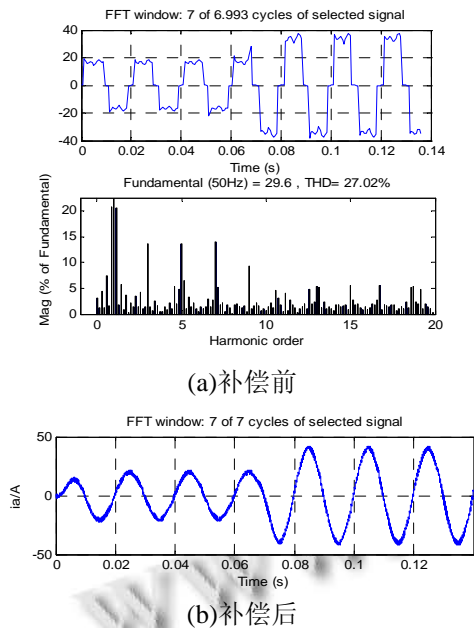 FFT window: 7 of 6.993 cycles of selected signal
40
20
0
-20
-40
0 0.02 0.04 0.06 0.08 0.1 0.12 0.14
Time (s)
Fundamental (50Hz) = 29.6 , THD= 27.02%
Mag (% of Fundamental)
20
15
10
5
0
0 5 10 15 20
Harmonic order
(a)补偿前
FFT window: 7 of 7 cycles of selected signal
ia/A
50
0
-50
0 0.02 0.04 0.06 0.08 0.1 0.12
Time (s)
(b)补偿后